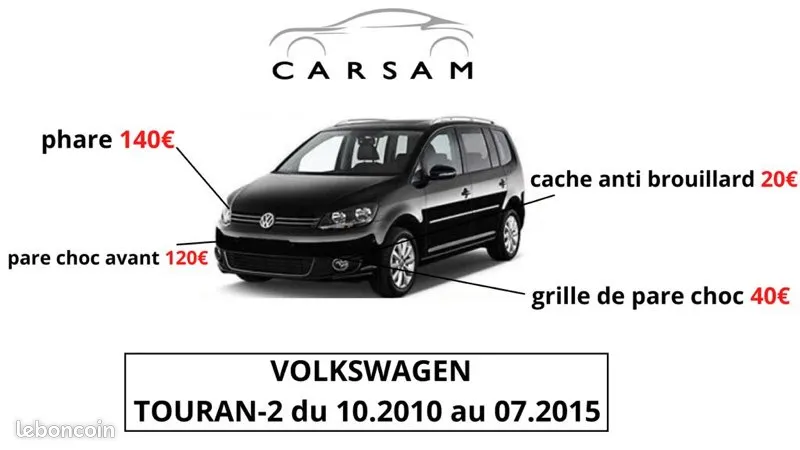 CARSAM
phare 140€
cache anti brouillard 20€
pare choc avant 120€
grille de pare choc 40€
VOLKSWAGEN
TOURAN-2 du 10.2010 au 07.2015
leboncoin